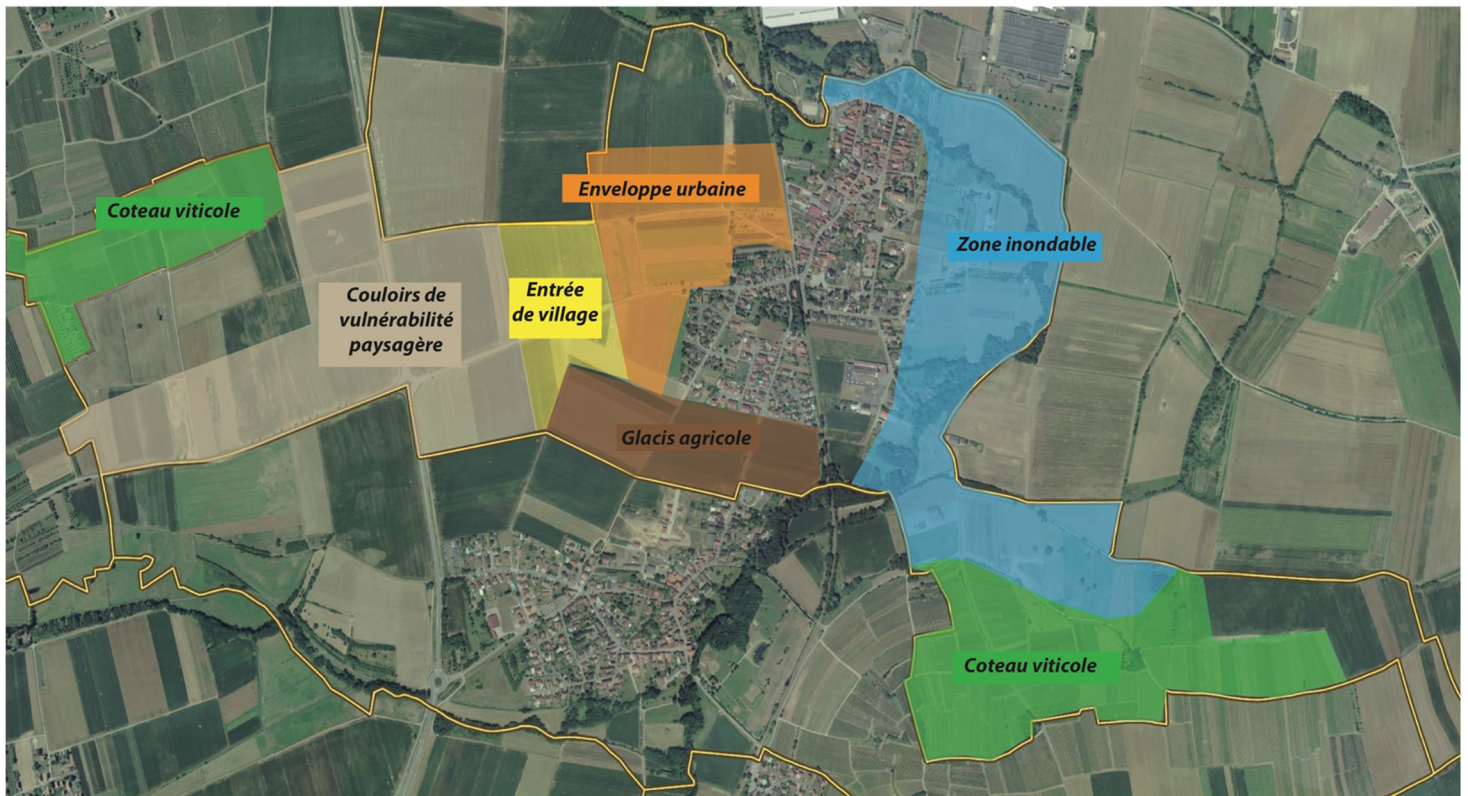 Enveloppe urbaine
Coteau viticole
Zone inondable
Entrée
de village
Couloirs de
vulnérabilité
paysagère
Glacis agricole
Coteau viticole